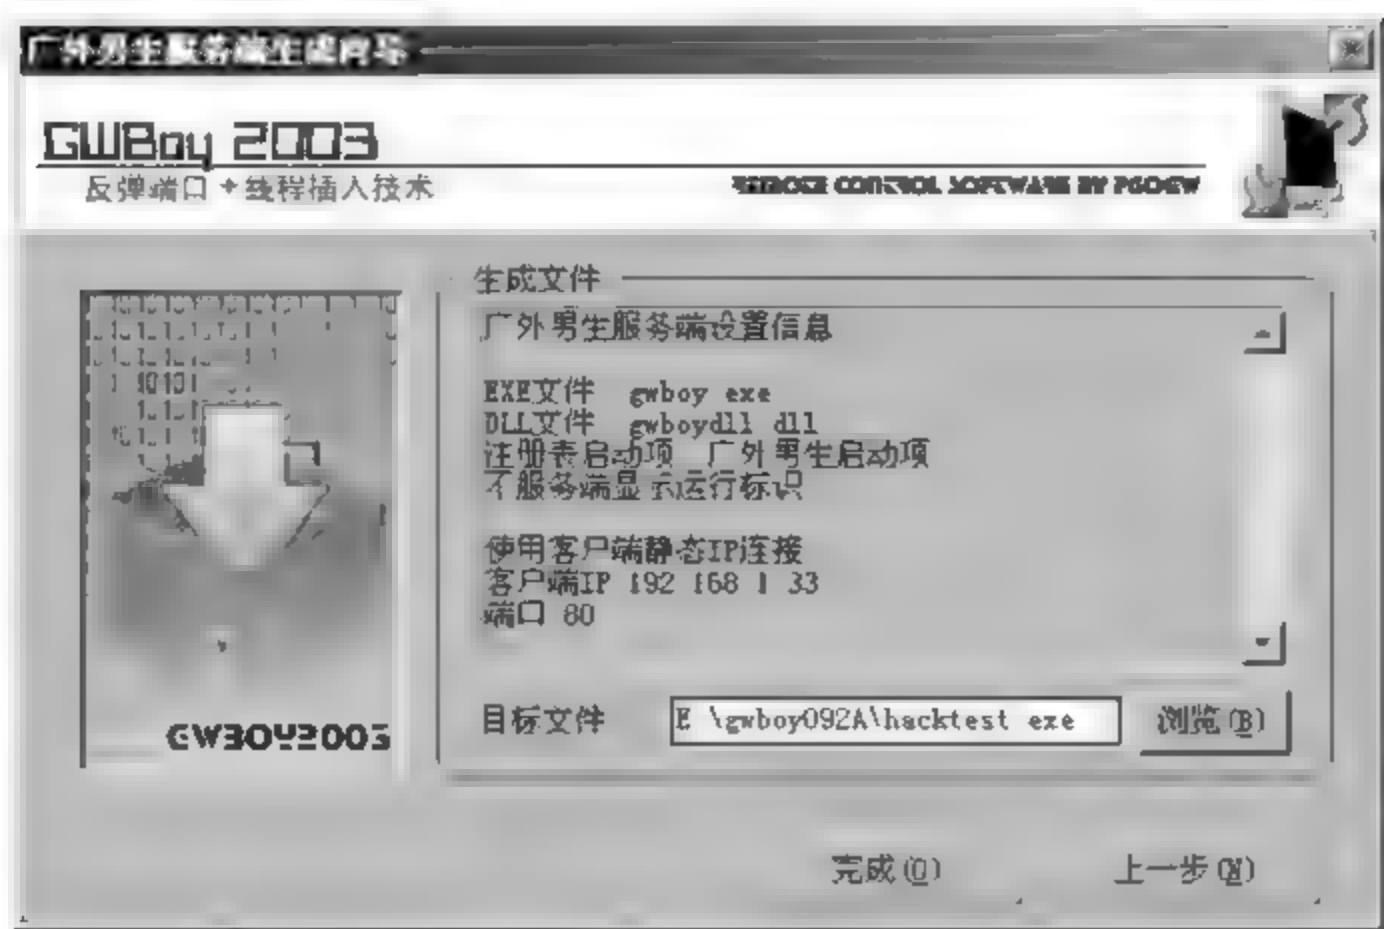 广外男生服务端生成向导
GWBoy 2003
反弹端口+线程插入技术
REMOTE CONTROL SOFTWARE BY
生成文件
广外男生服务端设置信息
EXE文件 gwboy exe
DLL文件 gwboydll dll
注册表启动项 广外男生启动项
不服务端显示运行标识
使用客户端静态IP连接
客户端IP 192 168 1 33
端口 80
目标文件
E \gwboy092A\hacktest exe
浏览(B)
GWBOY2003
完成(Q)
上一步(N)